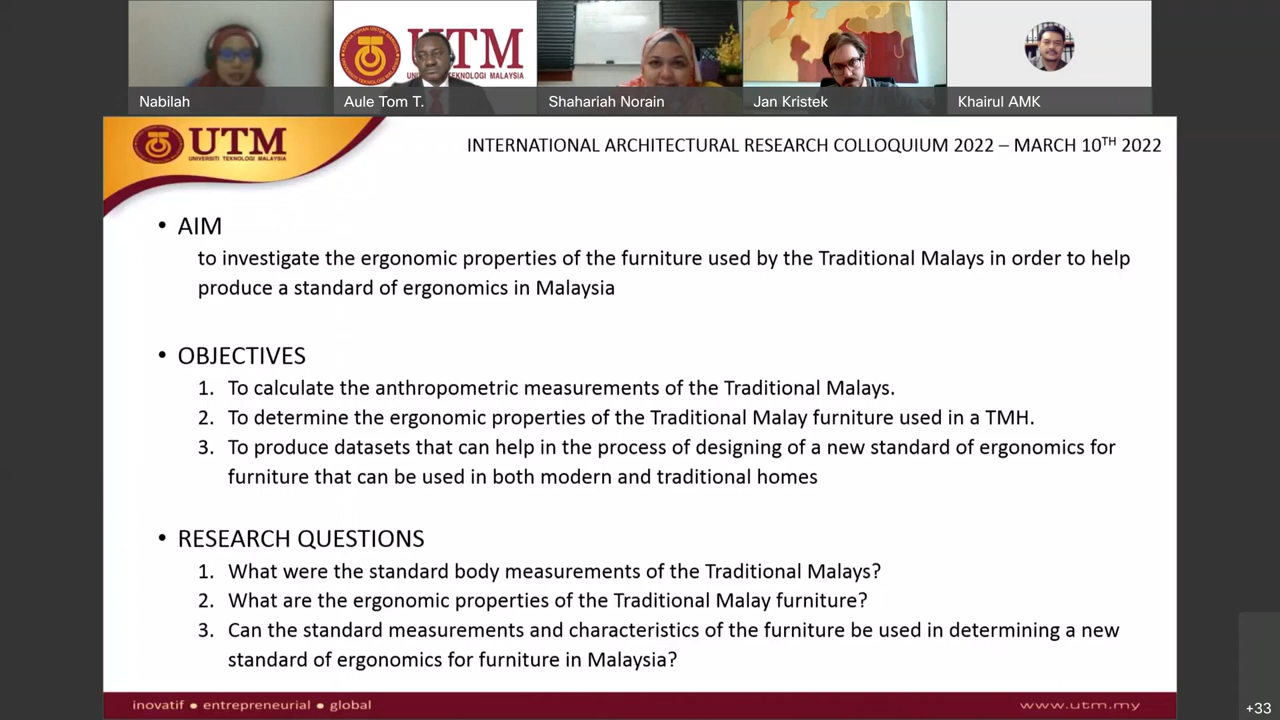 UTM
UNIVERSITI TEKNOLOGI MALAYSIA
Nabilah
Aule Tom T.
Shahariah Norain
Jan Kristek
Khairul AMK
UTM
UNIVERSITI TEKNOLOGI MALAYSIA
INTERNATIONAL ARCHITECTURAL RESEARCH COLLOQUIUM 2022 – MARCH 10TH 2022
• AIM
to investigate the ergonomic properties of the furniture used by the Traditional Malays in order to help
produce a standard of ergonomics in Malaysia
• OBJECTIVES
1. To calculate the anthropometric measurements of the Traditional Malays.
2. To determine the ergonomic properties of the Traditional Malay furniture used in a TMH.
3. To produce datasets that can help in the process of designing of a new standard of ergonomics for
furniture that can be used in both modern and traditional homes
• RESEARCH QUESTIONS
1. What were the standard body measurements of the Traditional Malays?
2. What are the ergonomic properties of the Traditional Malay furniture?
3. Can the standard measurements and characteristics of the furniture be used in determining a new
standard of ergonomics for furniture in Malaysia?
inovatif ● entrepreneurial ● global
www.utm.my
+33